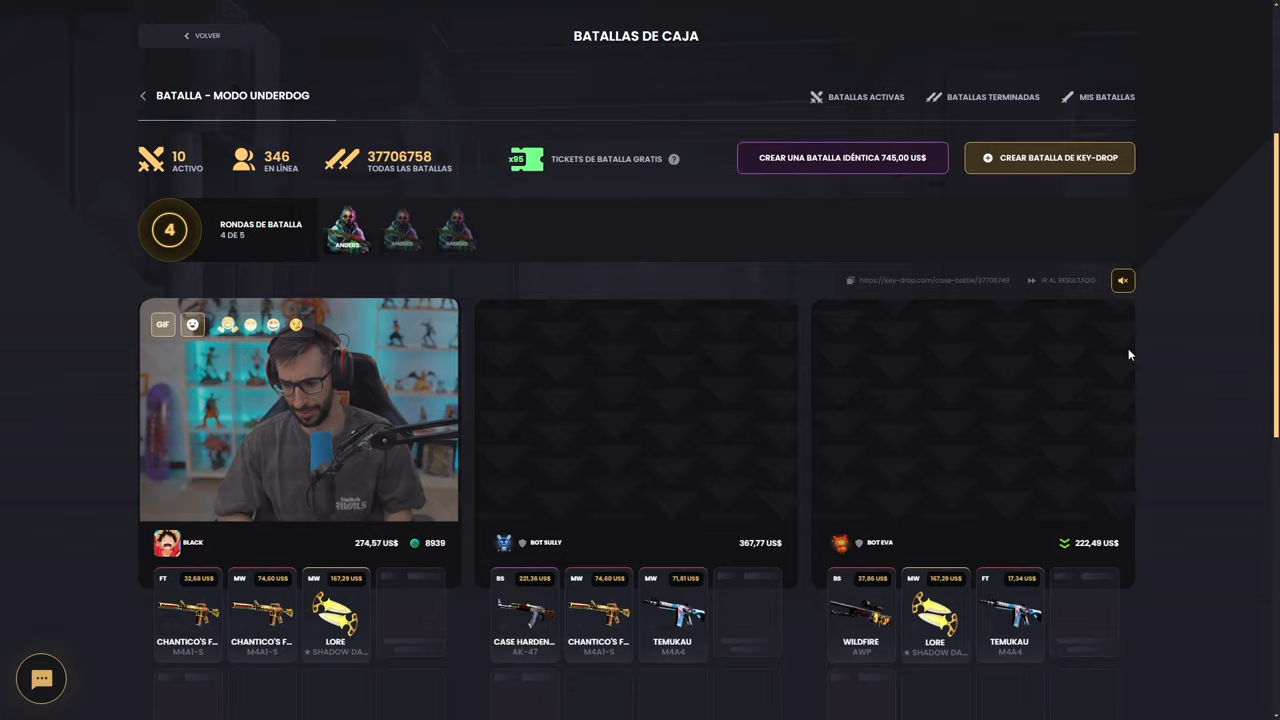 VOLVER
BATALLAS DE CAJA
BATALLA - MODO UNDERDOG
BATALLAS ACTIVAS
BATALLAS TERMINADAS
MIS BATALLAS
10
ACTIVO
346
EN LÍNEA
37706758
TODAS LAS BATALLAS
x95
TICKETS DE BATALLA GRATIS
?
CREAR UNA BATALLA IDÉNTICA 745,00 US$
CREAR BATALLA DE KEY-DROP
4
RONDAS DE BATALLA
4 DE 5
ANDERS
ANDERS
ANDERS
https://key-drop.com/case-battle/37706749
IR AL RESULTADO
GIF
twitch
RIVALS
BLACK
274,57 US$
8939
BOT SULLY
367,77 US$
BOT EVA
222,49 US$
FT 32,68 US$
MW 74,60 US$
MW 167,29 US$
BS 221,36 US$
MW 74,60 US$
MW 71,81 US$
BS 37,86 US$
MW 167,29 US$
FT 17,34 US$
CHANTICO'S F...
M4A1-S
CHANTICO'S F...
M4A1-S
LORE
★ SHADOW DA...
CASE HARDEN...
AK-47
CHANTICO'S F...
M4A1-S
TEMUKAU
M4A4
WILDFIRE
AWP
LORE
★ SHADOW DA...
TEMUKAU
M4A4